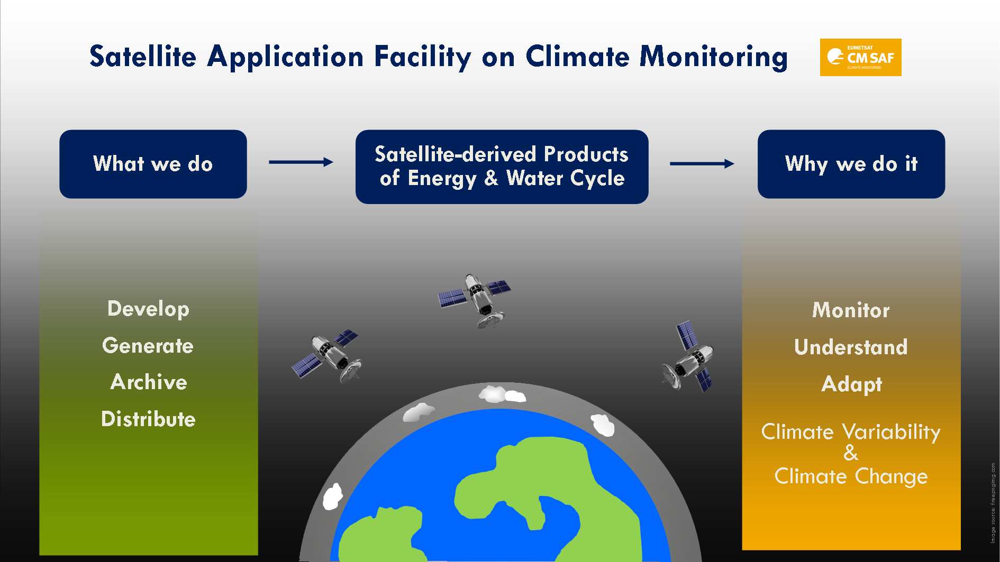 Satellite Application Facility on Climate Monitoring
EUMETSAT
CM SAF
CLIMATE MONITORING
What we do
Satellite-derived Products
of Energy & Water Cycle
Why we do it
Develop
Generate
Archive
Distribute
Monitor
Understand
Adapt
Climate Variability
&
Climate Change
Image source: freepngimg.com